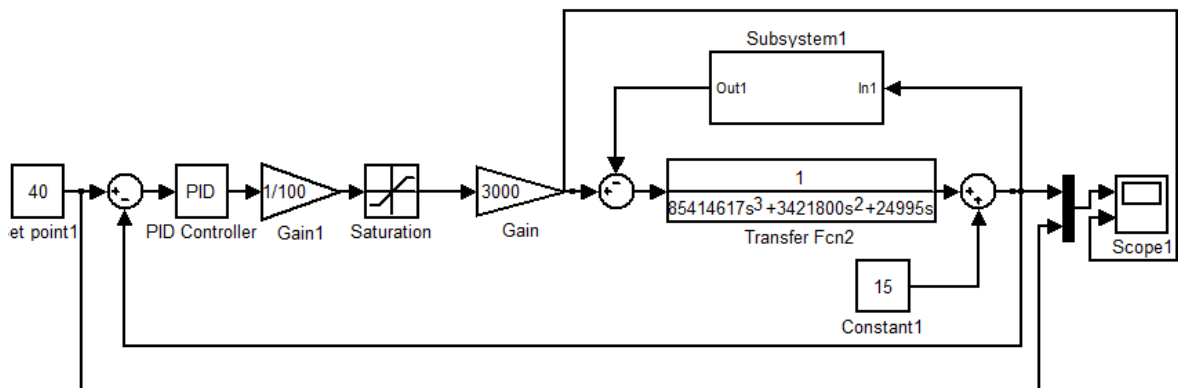 Subsystem1
Out1
In1
40
PID
1/100
3000
1
85414617s3+3421800s2+24995s
et point1
PID Controller
Gain1
Saturation
Gain
Transfer Fcn2
Scope1
15
Constant1